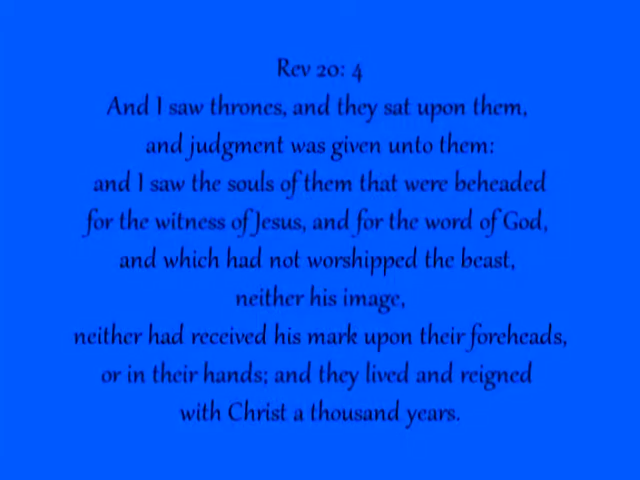 Rev 20: 4
And I saw thrones, and they sat upon them,
and judgment was given unto them:
and I saw the souls of them that were beheaded
for the witness of Jesus, and for the word of God,
and which had not worshipped the beast,
neither his image,
neither had received his mark upon their foreheads,
or in their hands; and they lived and reigned
with Christ a thousand years.